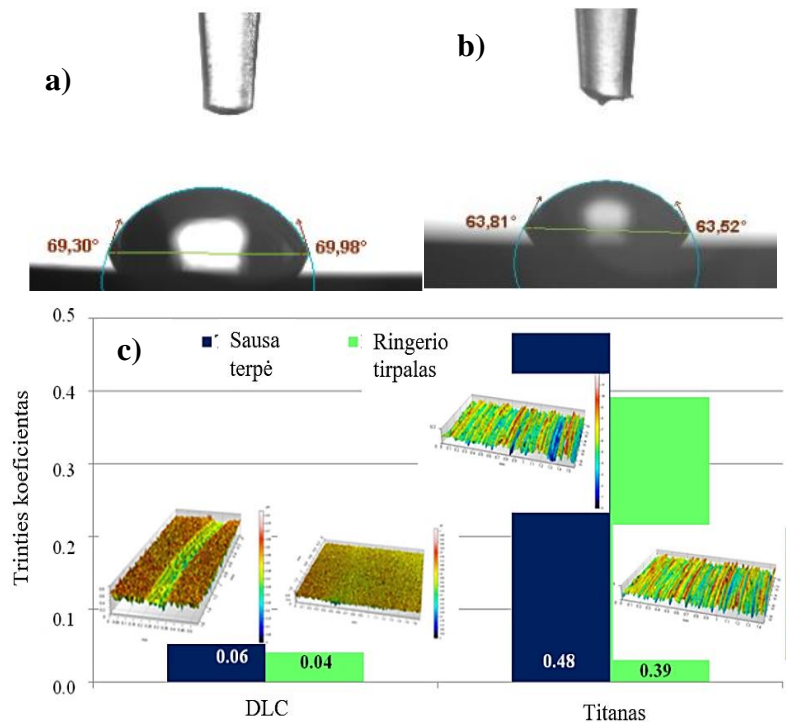 a)
b)
69,30°
69,98°
63,81°
63,52°
c)
0.5
0.4
0.3
0.2
0.1
0.0
Trinties koeficientas
Sausa
terpė
Ringerio
tirpalas
0.06
0.04
0.48
0.39
DLC
Titanas